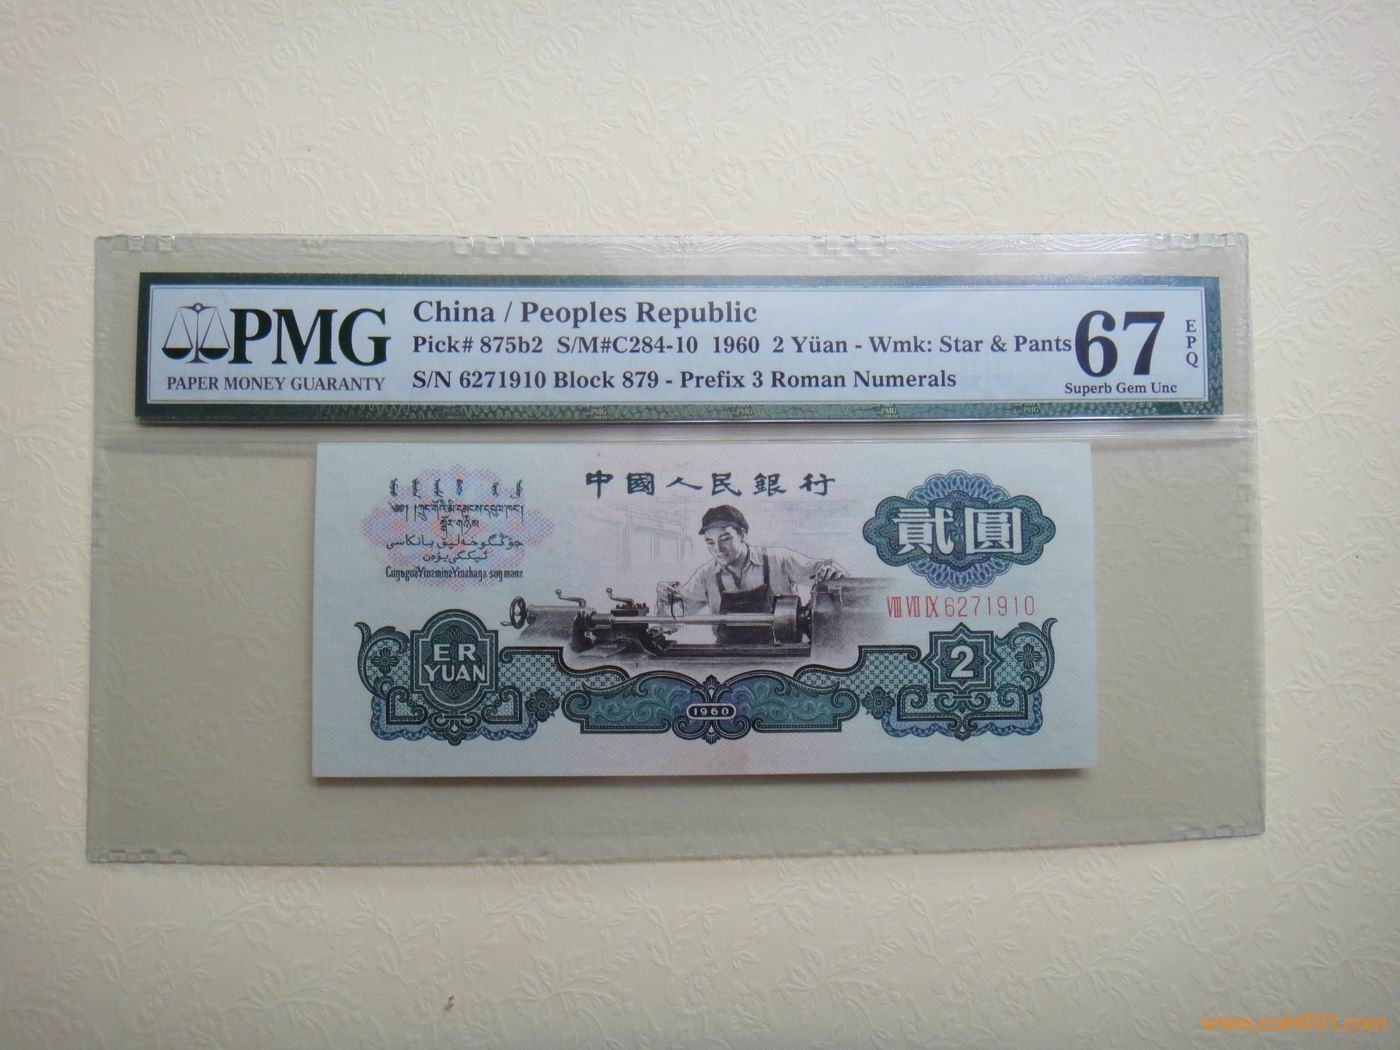 PMG
PAPER MONEY GUARANTY
China / Peoples Republic
Pick# 875b2 S/M#C284-10 1960 2 Yüan - Wmk: Star & Pants
S/N 6271910 Block 879 - Prefix 3 Roman Numerals
67
EPQ
Superb Gem Unc
中國人民銀行
貳圓
VIII VII IX 6271910
ER
YUAN
1960
2
www.coin001.com